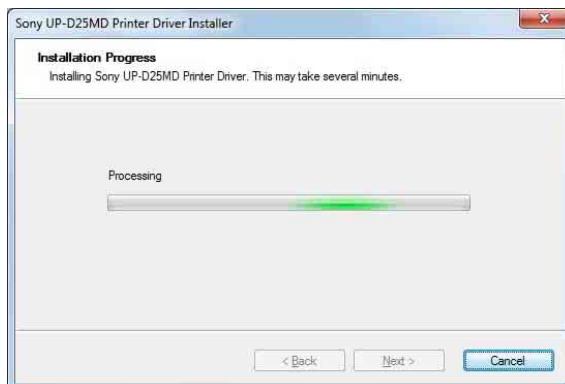 Sony UP-D25MD Printer Driver Installer
Installation Progress
Installing Sony UP-D25MD Printer Driver. This may take several minutes.
Processing
< Back
Next >
Cancel